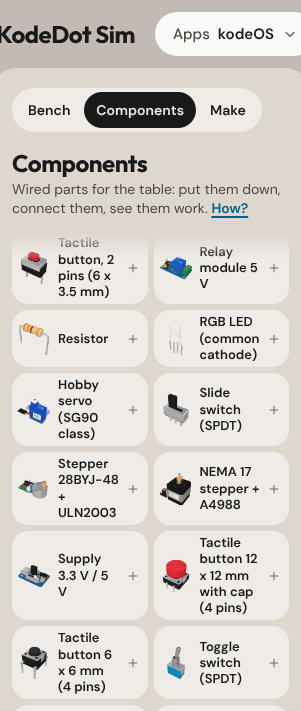 KodeDot Sim
Apps kodeOS
Bench Components Make
Components
Wired parts for the table: put them down,
connect them, see them work. How?
Tactile
button, 2
pins (6 x
3.5 mm)
+
Relay
module 5
V
+
Resistor
+
RGB LED
(common
cathode)
+
Hobby
servo
(SG90
class)
+
Slide
switch
(SPDT)
+
Stepper
28BYJ-48
+
ULN2003
+
NEMA 17
stepper +
A4988
+
Supply
3.3 V / 5
V
+
Tactile
button 12
x 12 mm
with cap
(4 pins)
+
Tactile
button 6
x 6 mm
(4 pins)
+
Toggle
switch
(SPDT)
+